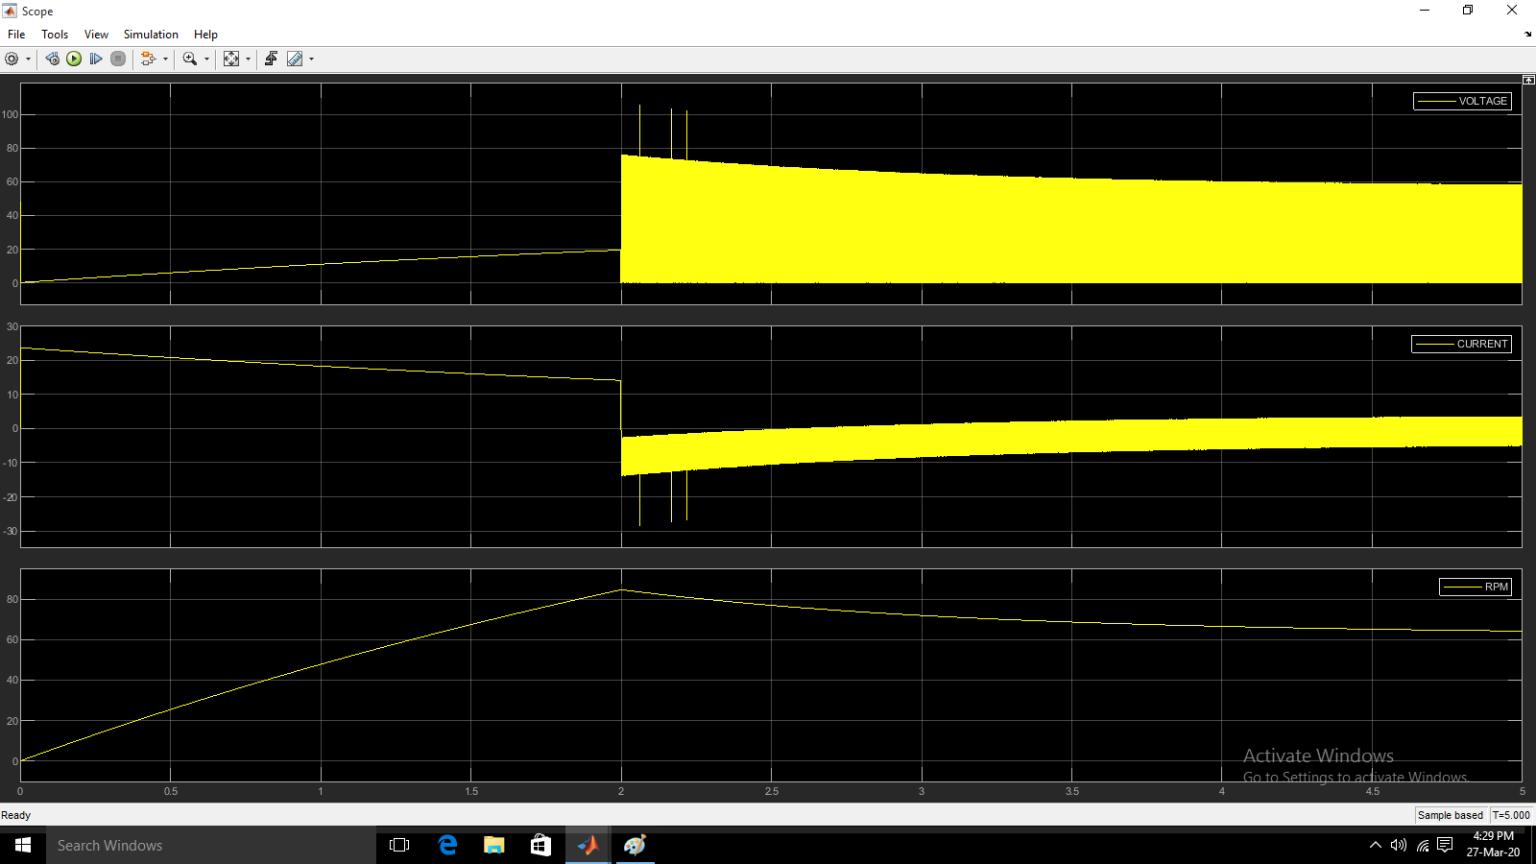 Scope
File Tools View Simulation Help
VOLTAGE
100
80
60
40
20
0
CURRENT
30
20
10
0
-10
-20
-30
RPM
80
60
40
20
0
0 0.5 1 1.5 2 2.5 3 3.5 4 4.5 5
Activate Windows
Go to Settings to activate Windows.
Ready Sample based T=5.000
Search Windows
4:29 PM
27-Mar-20